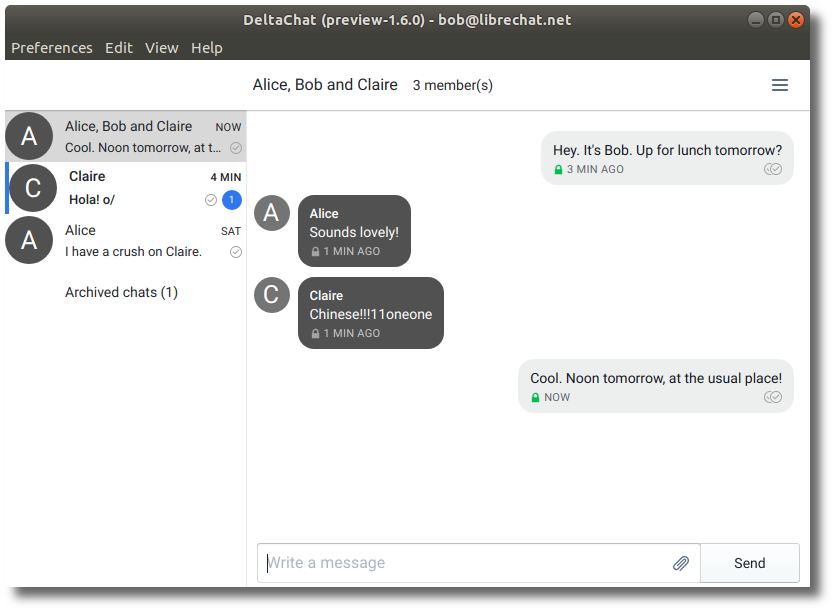 DeltaChat (preview-1.6.0) - bob@librechat.net
Preferences Edit View Help
Alice, Bob and Claire 3 member(s)
A
Alice, Bob and Claire NOW
Cool. Noon tomorrow, at t...
C
Claire 4 MIN
Hola! o/ 1
A
Alice SAT
I have a crush on Claire.
Archived chats (1)
Hey. It's Bob. Up for lunch tomorrow?
3 MIN AGO
A
Alice
Sounds lovely!
1 MIN AGO
C
Claire
Chinese!!!11oneone
1 MIN AGO
Cool. Noon tomorrow, at the usual place!
NOW
Write a message Send